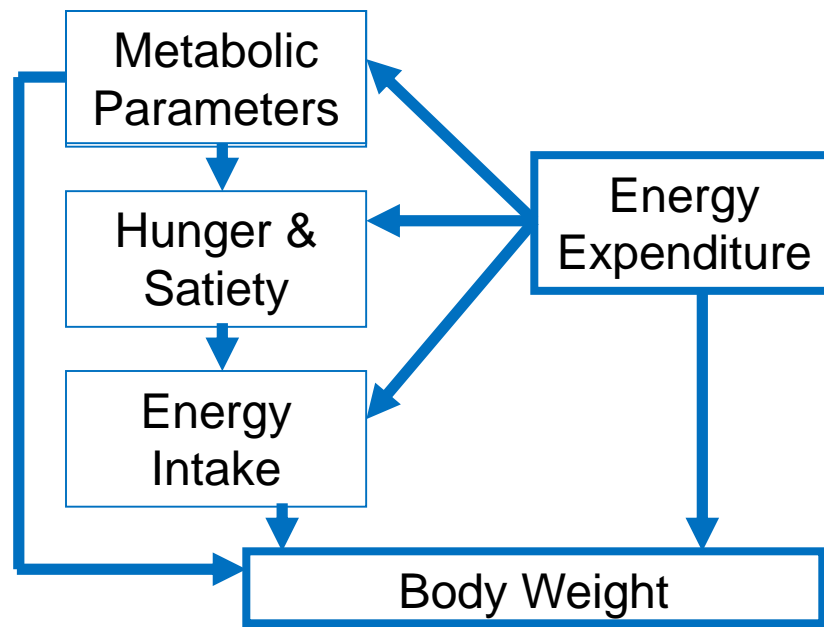 Metabolic
Parameters
Hunger &
Satiety
Energy
Intake
Energy
Expenditure
Body Weight